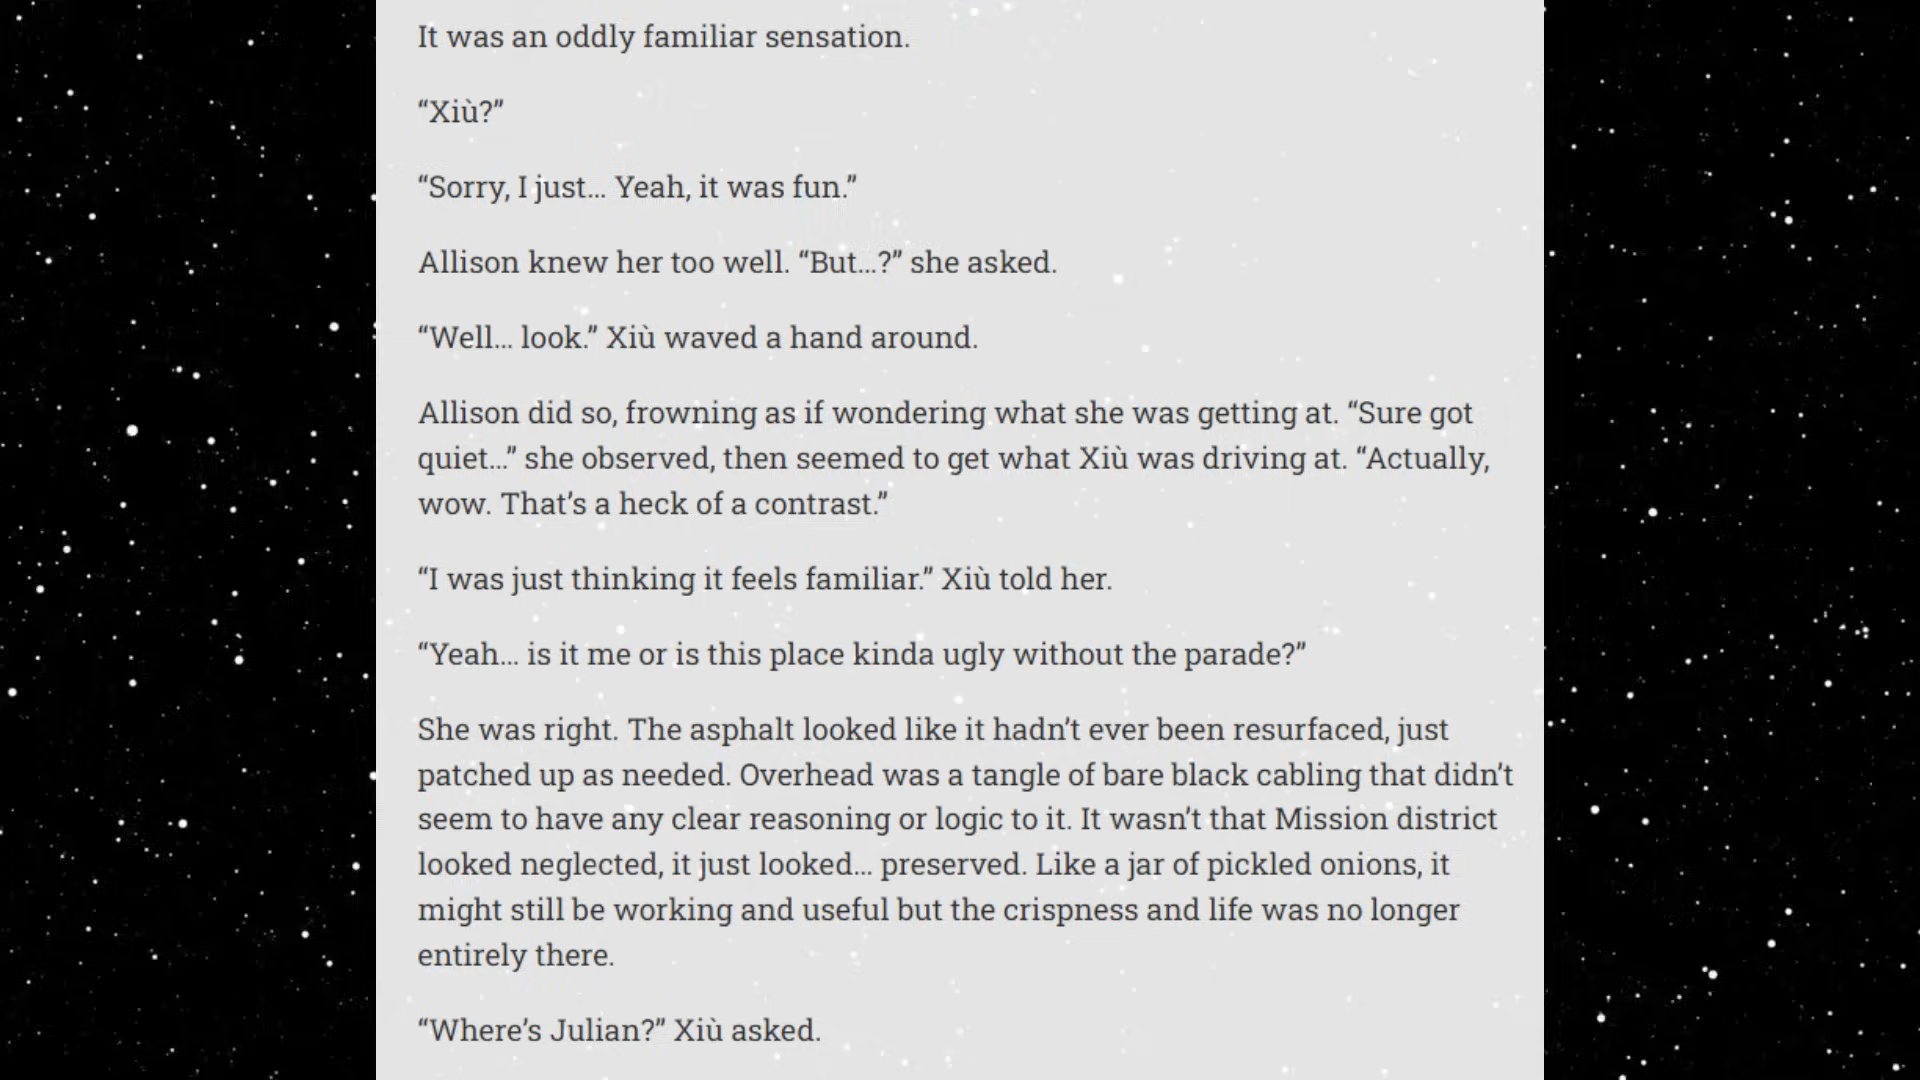 It was an oddly familiar sensation.
“Xiù?”
“Sorry, I just… Yeah, it was fun.”
Allison knew her too well. “But…?” she asked.
“Well… look.” Xiù waved a hand around.
Allison did so, frowning as if wondering what she was getting at. “Sure got
quiet…” she observed, then seemed to get what Xiù was driving at. “Actually,
wow. That’s a heck of a contrast.”
“I was just thinking it feels familiar.” Xiù told her.
“Yeah… is it me or is this place kinda ugly without the parade?”
She was right. The asphalt looked like it hadn’t ever been resurfaced, just
patched up as needed. Overhead was a tangle of bare black cabling that didn’t
seem to have any clear reasoning or logic to it. It wasn’t that Mission district
looked neglected, it just looked… preserved. Like a jar of pickled onions, it
might still be working and useful but the crispness and life was no longer
entirely there.
“Where’s Julian?” Xiù asked.